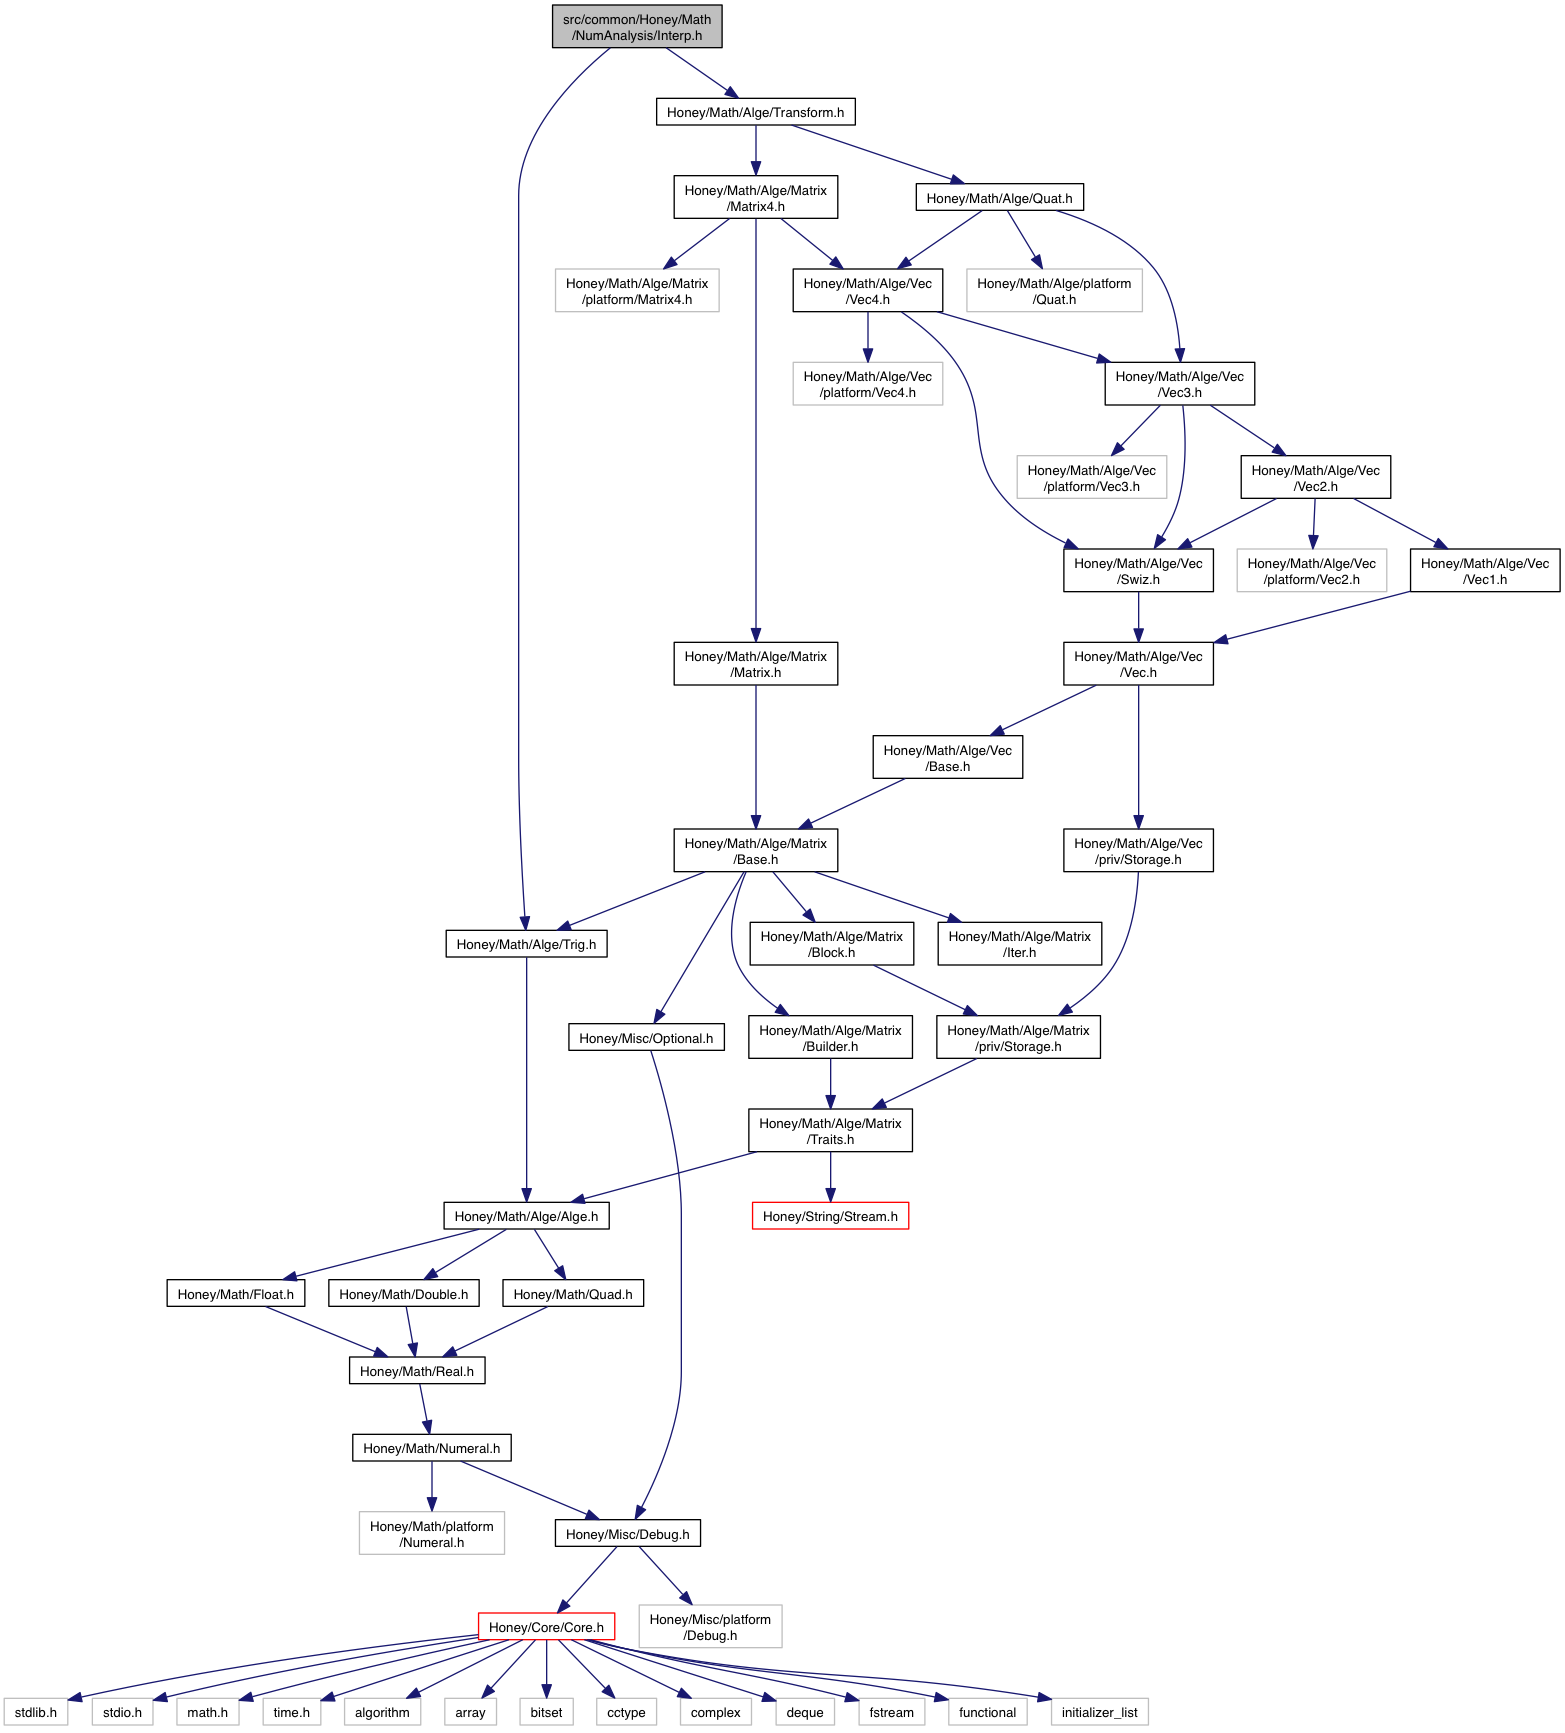 src/common/Honey/Math
/NumAnalysis/Interp.h
Honey/Math/Alge/Transform.h
Honey/Math/Alge/Matrix
/Matrix4.h
Honey/Math/Alge/Quat.h
Honey/Math/Alge/Matrix
/platform/Matrix4.h
Honey/Math/Alge/Vec
/Vec4.h
Honey/Math/Alge/platform
/Quat.h
Honey/Math/Alge/Vec
/platform/Vec4.h
Honey/Math/Alge/Vec
/Vec3.h
Honey/Math/Alge/Vec
/platform/Vec3.h
Honey/Math/Alge/Vec
/Vec2.h
Honey/Math/Alge/Vec
/Swiz.h
Honey/Math/Alge/Vec
/platform/Vec2.h
Honey/Math/Alge/Vec
/Vec1.h
Honey/Math/Alge/Matrix
/Matrix.h
Honey/Math/Alge/Vec
/Vec.h
Honey/Math/Alge/Vec
/Base.h
Honey/Math/Alge/Matrix
/Base.h
Honey/Math/Alge/Vec
/priv/Storage.h
Honey/Math/Alge/Trig.h
Honey/Math/Alge/Matrix
/Block.h
Honey/Math/Alge/Matrix
/Iter.h
Honey/Misc/Optional.h
Honey/Math/Alge/Matrix
/Builder.h
Honey/Math/Alge/Matrix
/priv/Storage.h
Honey/Math/Alge/Matrix
/Traits.h
Honey/Math/Alge/Alge.h
Honey/String/Stream.h
Honey/Math/Float.h
Honey/Math/Double.h
Honey/Math/Quad.h
Honey/Math/Real.h
Honey/Math/Numeral.h
Honey/Math/platform
/Numeral.h
Honey/Misc/Debug.h
Honey/Core/Core.h
Honey/Misc/platform
/Debug.h
stdlib.h
stdio.h
math.h
time.h
algorithm
array
bitset
cctype
complex
deque
fstream
functional
initializer_list